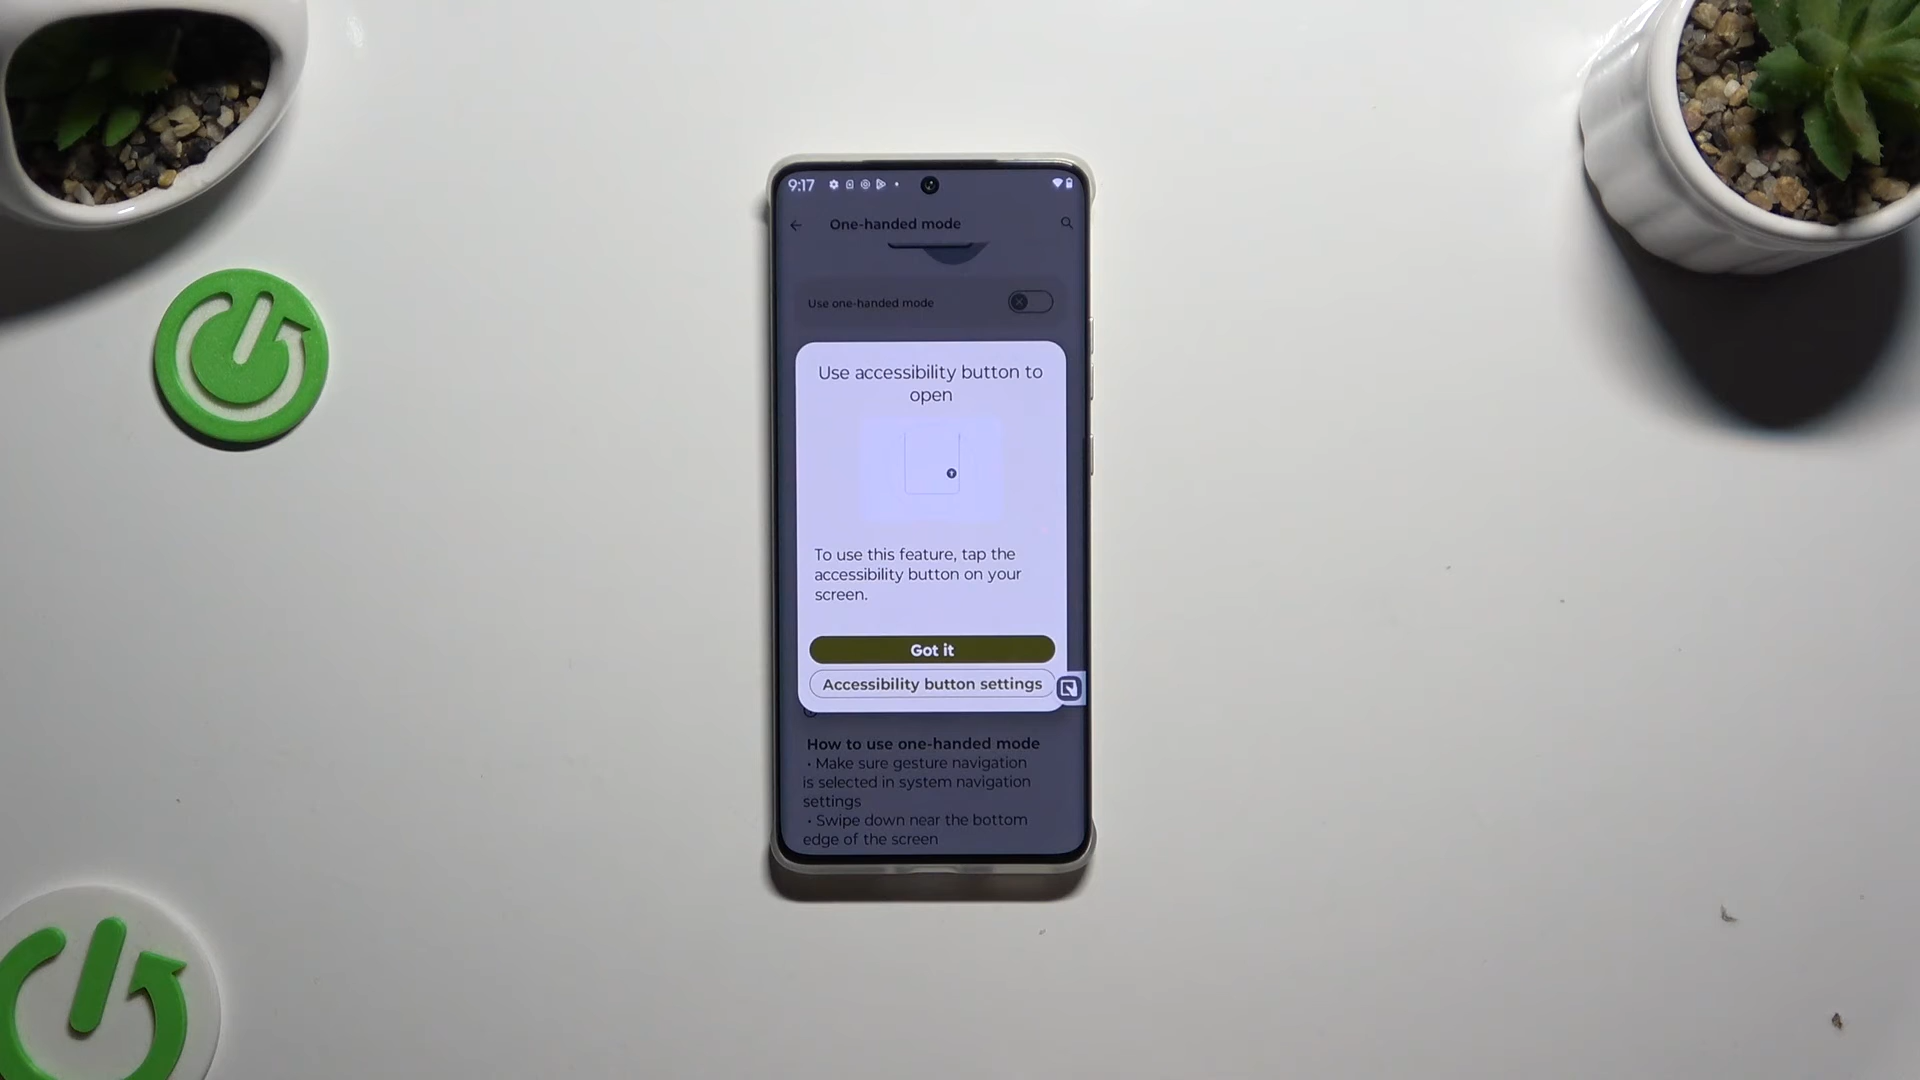 9:17
One-handed mode
Use one-handed mode
Use accessibility button to
open
To use this feature, tap the
accessibility button on your
screen.
Got it
Accessibility button settings
How to use one-handed mode
• Make sure gesture navigation
is selected in system navigation
settings
• Swipe down near the bottom
edge of the screen